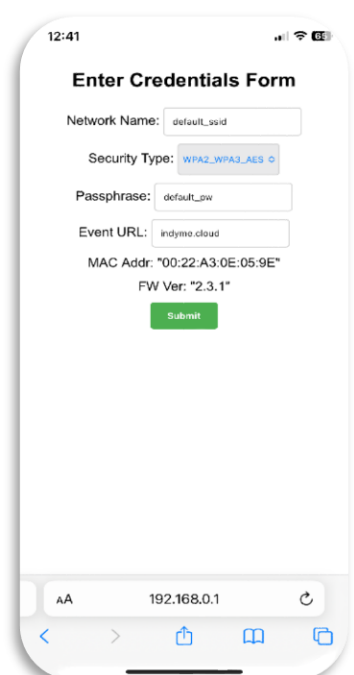 12:41
65
Enter Credentials Form
Network Name: default_ssid
Security Type: WPA2_WPA3_AES
Passphrase: default_pw
Event URL: indyme.cloud
MAC Addr: "00:22:A3:0E:05:9E"
FW Ver: "2.3.1"
Submit
AA 192.168.0.1